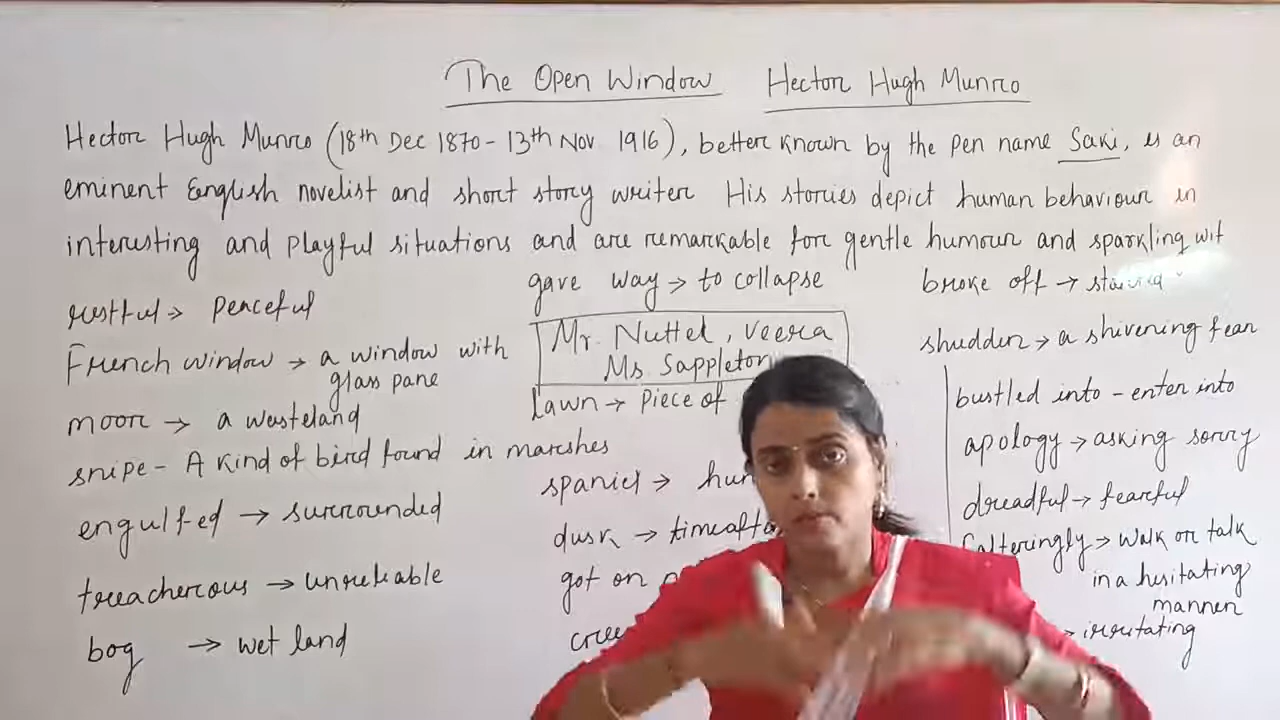 The Open Window Hector Hugh Munro
Hector Hugh Munro (18th Dec 1870 - 13th Nov 1916), better known by the pen name Saki, is an
eminent English novelist and short story writer His stories depict human behaviour in
interesting and playful situations and are remarkable for gentle humour and sparkling wit
restful → peaceful
French window → a window with
glass pane
moor → a wasteland
snipe - A kind of bird found in marshes
engulfed → surrounded
treacherous → unreliable
bog → wet land
gave way → to collapse
Mr. Nuttel, Veera
Ms. Sappleton
Lawn → Piece of
spaniel →
dusk → time
got on
broke off →
shudder → a shivering fear
bustled into - enter into
apology → asking sorry
dreadful → fearful
→ walk or talk
in a hesitating
manner
→ irritating